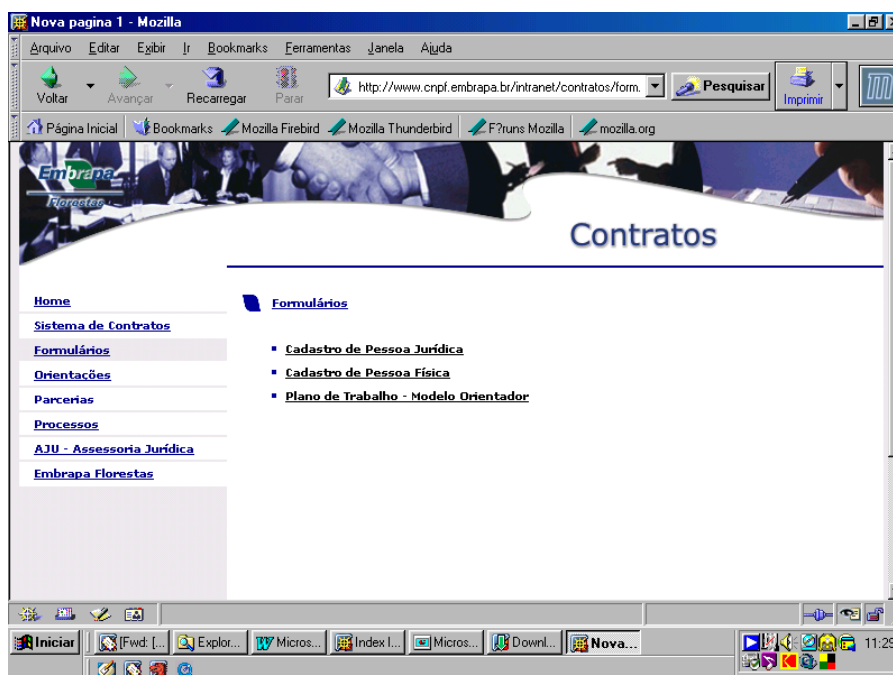 Nova pagina 1 - Mozilla
Arquivo Editar Exibir Ir Bookmarks Ferramentas Janela Ajuda
Voltar Avançar Recarregar Parar http://www.cnpf.embrapa.br/intranet/contratos/form. Pesquisar Imprimir
Página Inicial Bookmarks Mozilla Firebird Mozilla Thunderbird F?runs Mozilla mozilla.org
Embrapa
Florestas
Contratos
Home
Sistema de Contratos
Formulários
Orientações
Parcerias
Processos
AJU - Assessoria Jurídica
Embrapa Florestas
Formulários
Cadastro de Pessoa Jurídica
Cadastro de Pessoa Física
Plano de Trabalho - Modelo Orientador
Iniciar [Fwd: [... Explor... Micros... Index I... Micros... Downl... Nova... 11:29